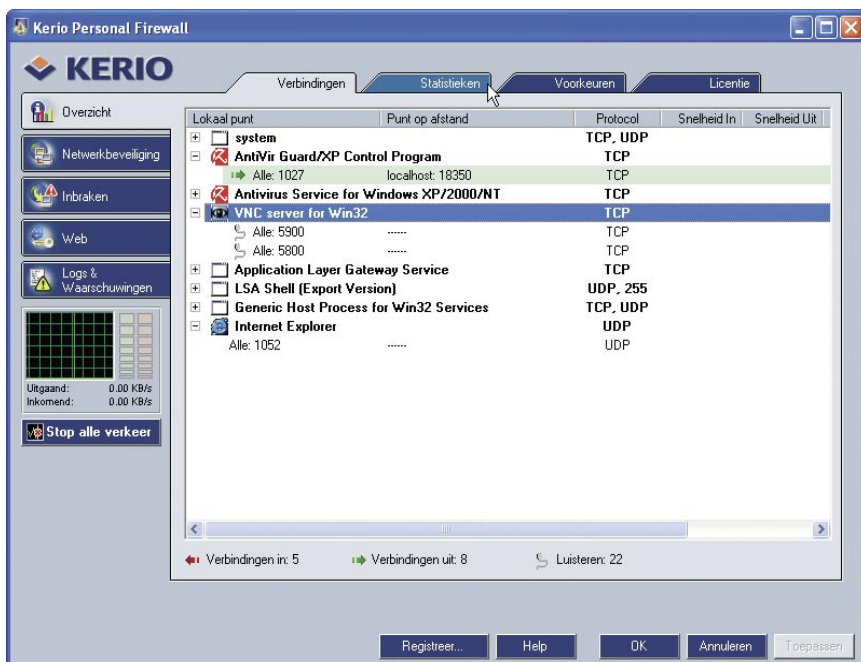 Kerio Personal Firewall
KERIO
Verbindingen Statistieken Voorkeuren Licentie
Overzicht
Netwerkbeveiliging
Inbraken
Web
Logs &
Waarschuwingen
Uitgaand: 0.00 KB/s
Inkomend: 0.00 KB/s
Stop alle verkeer
Lokaal punt Punt op afstand Protocol Snelheid In Snelheid Uit
system TCP, UDP
AntiVir Guard/XP Control Program TCP
Alle: 1027 localhost: 18350 TCP
Antivirus Service for Windows XP/2000/NT TCP
VNC server for Win32 TCP
Alle: 5900 ------ TCP
Alle: 5800 ------ TCP
Application Layer Gateway Service TCP
LSA Shell (Export Version) UDP, 255
Generic Host Process for Win32 Services TCP, UDP
Internet Explorer UDP
Alle: 1052 ------ UDP
Verbindingen in: 5 Verbindingen uit: 8 Luisteren: 22
Registreer... Help OK Annuleren Toepassen